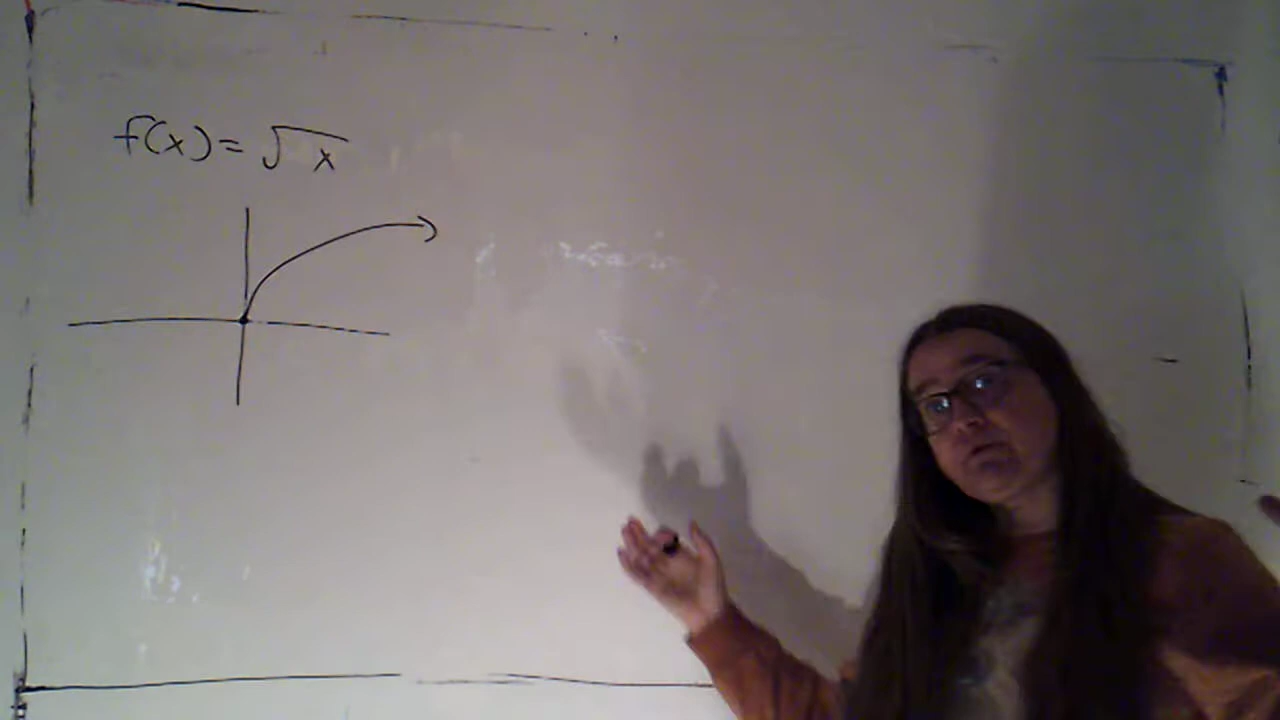 f(x) = √x